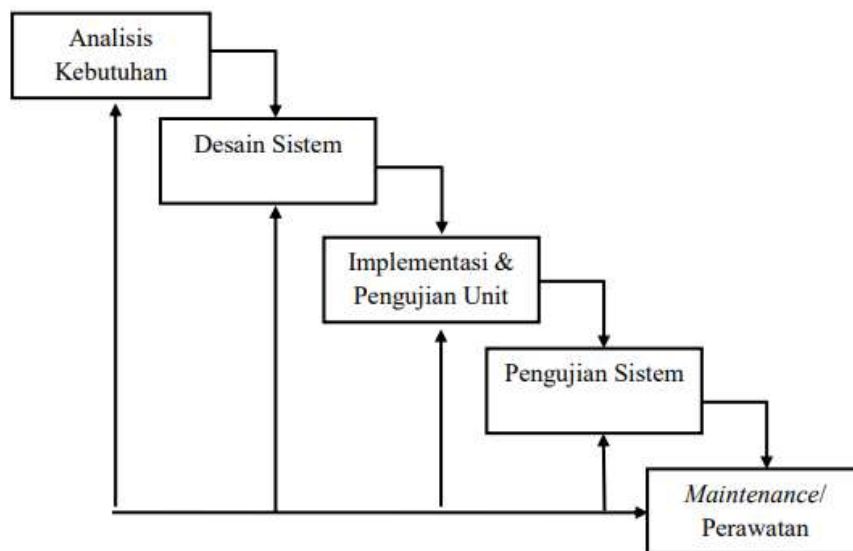 Analisis
Kebutuhan
Desain Sistem
Implementasi &
Pengujian Unit
Pengujian Sistem
Maintenance/
Perawatan